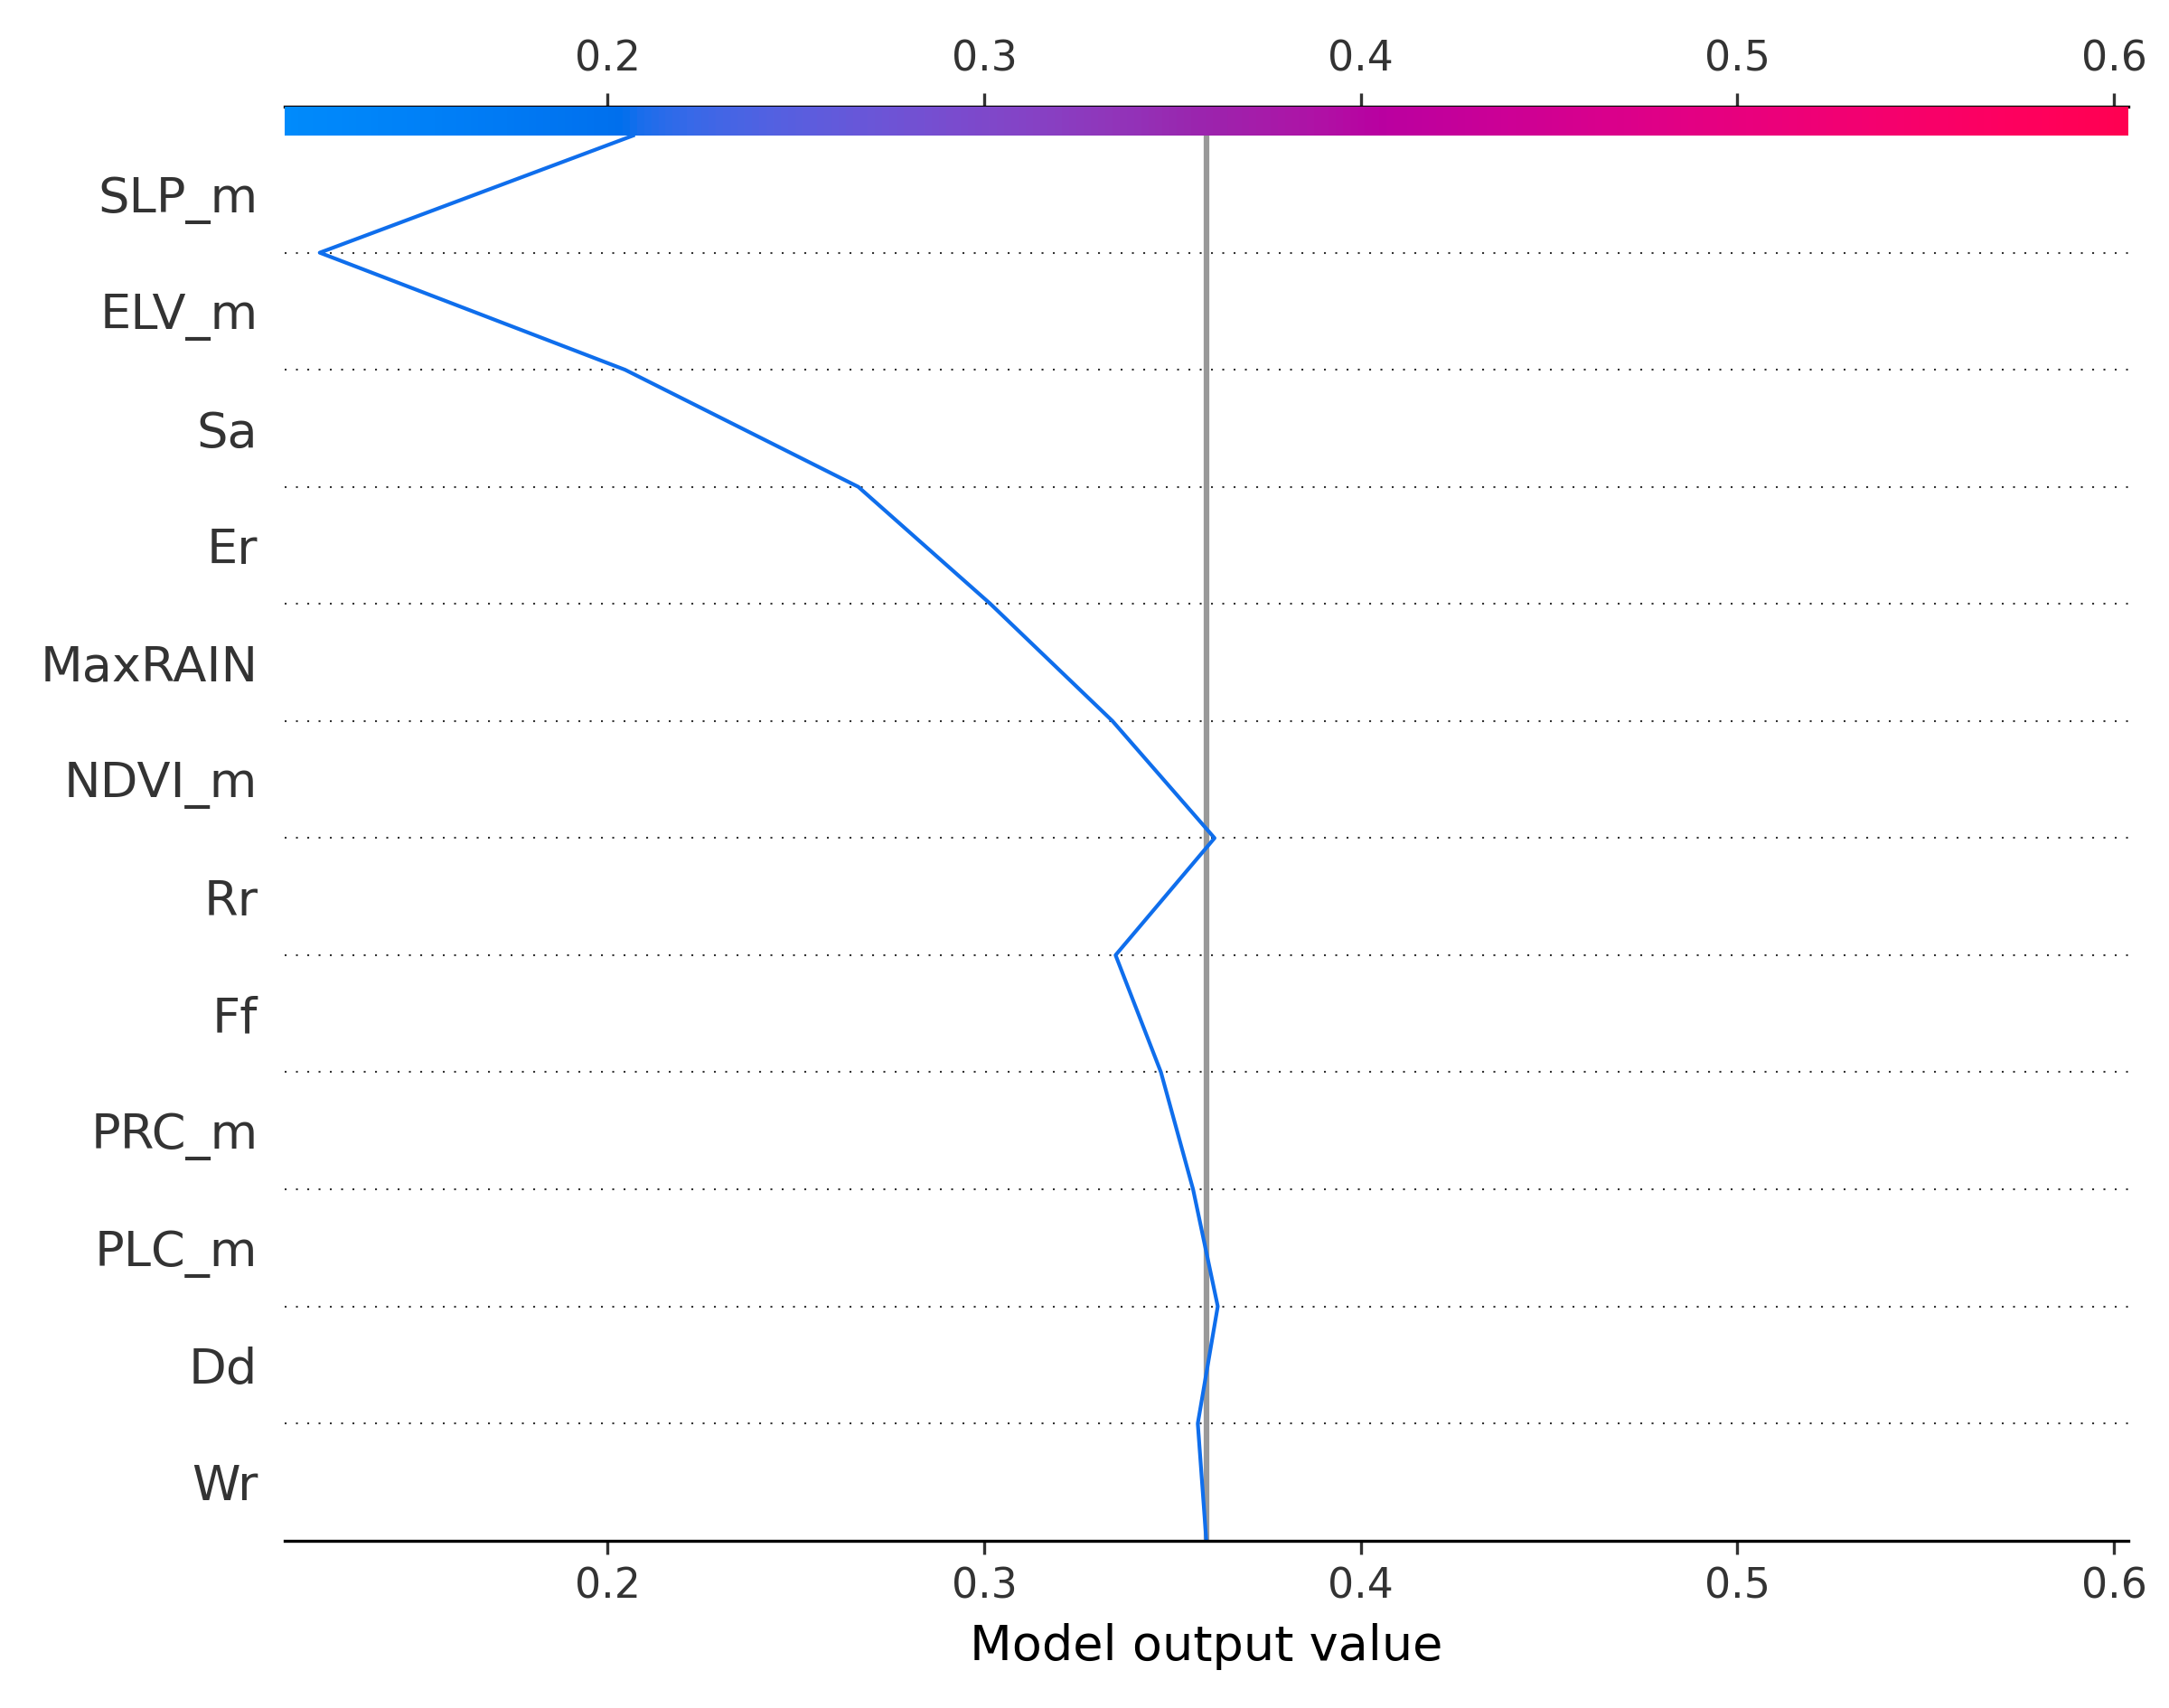 0.2 0.3 0.4 0.5 0.6
SLP_m
ELV_m
Sa
Er
MaxRAIN
NDVI_m
Rr
Ff
PRC_m
PLC_m
Dd
Wr
0.2 0.3 0.4 0.5 0.6
Model output value